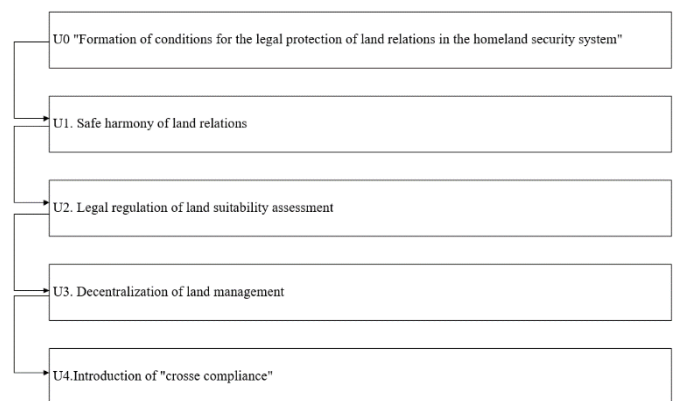 U0 "Formation of conditions for the legal protection of land relations in the homeland security system"
U1. Safe harmony of land relations
U2. Legal regulation of land suitability assessment
U3. Decentralization of land management
U4.Introduction of "crosse compliance"